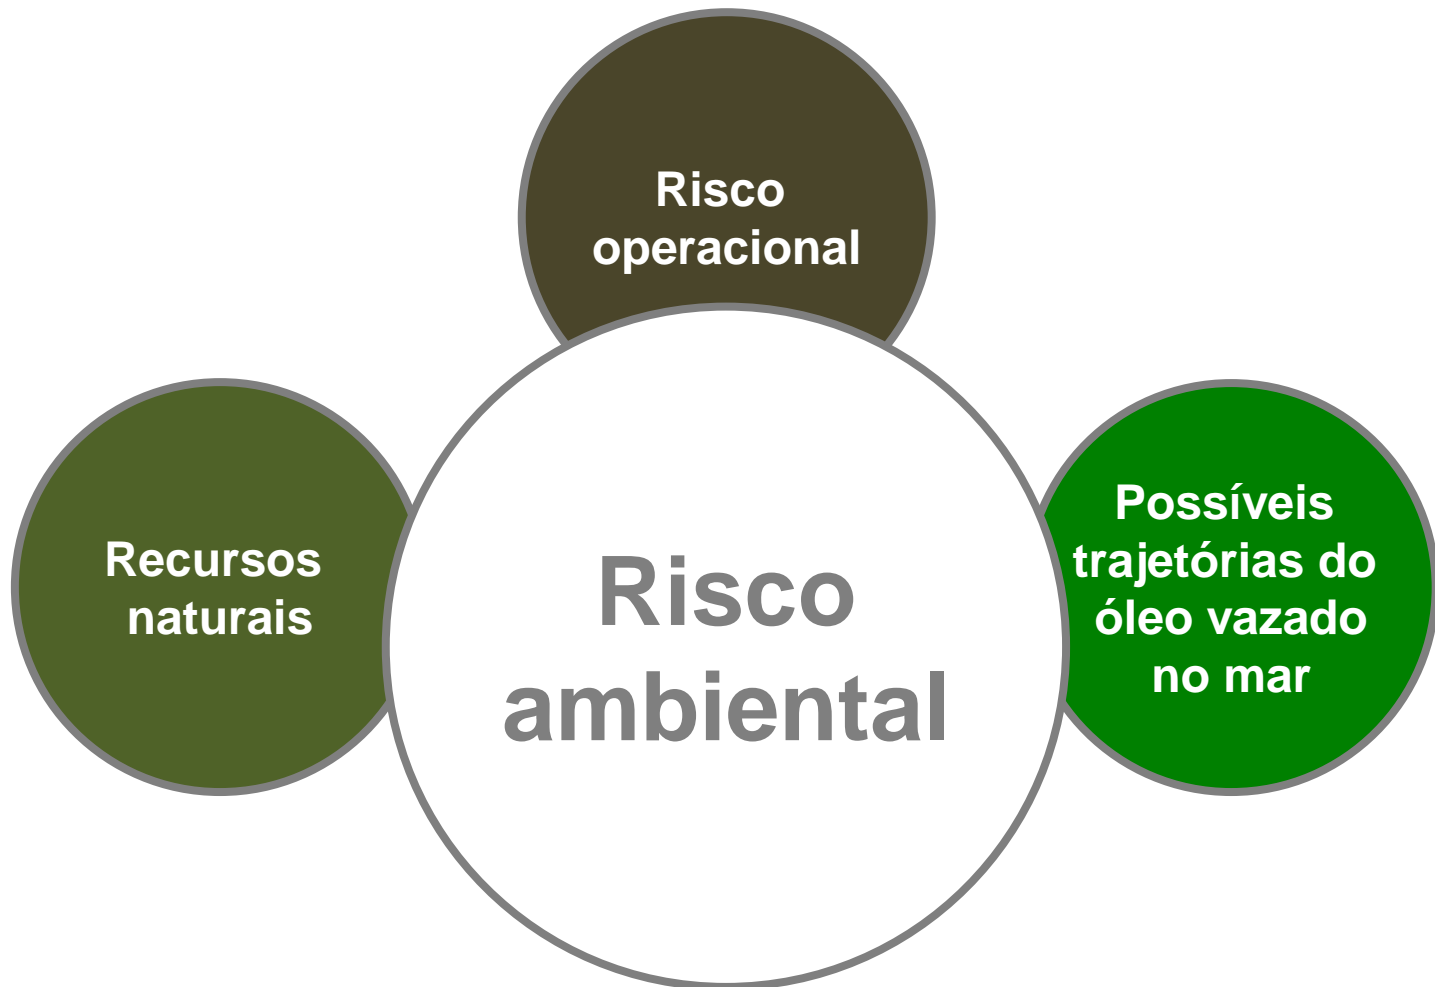 Risco
operacional
Recursos
naturais
Risco
ambiental
Possíveis
trajetórias do
óleo vazado
no mar